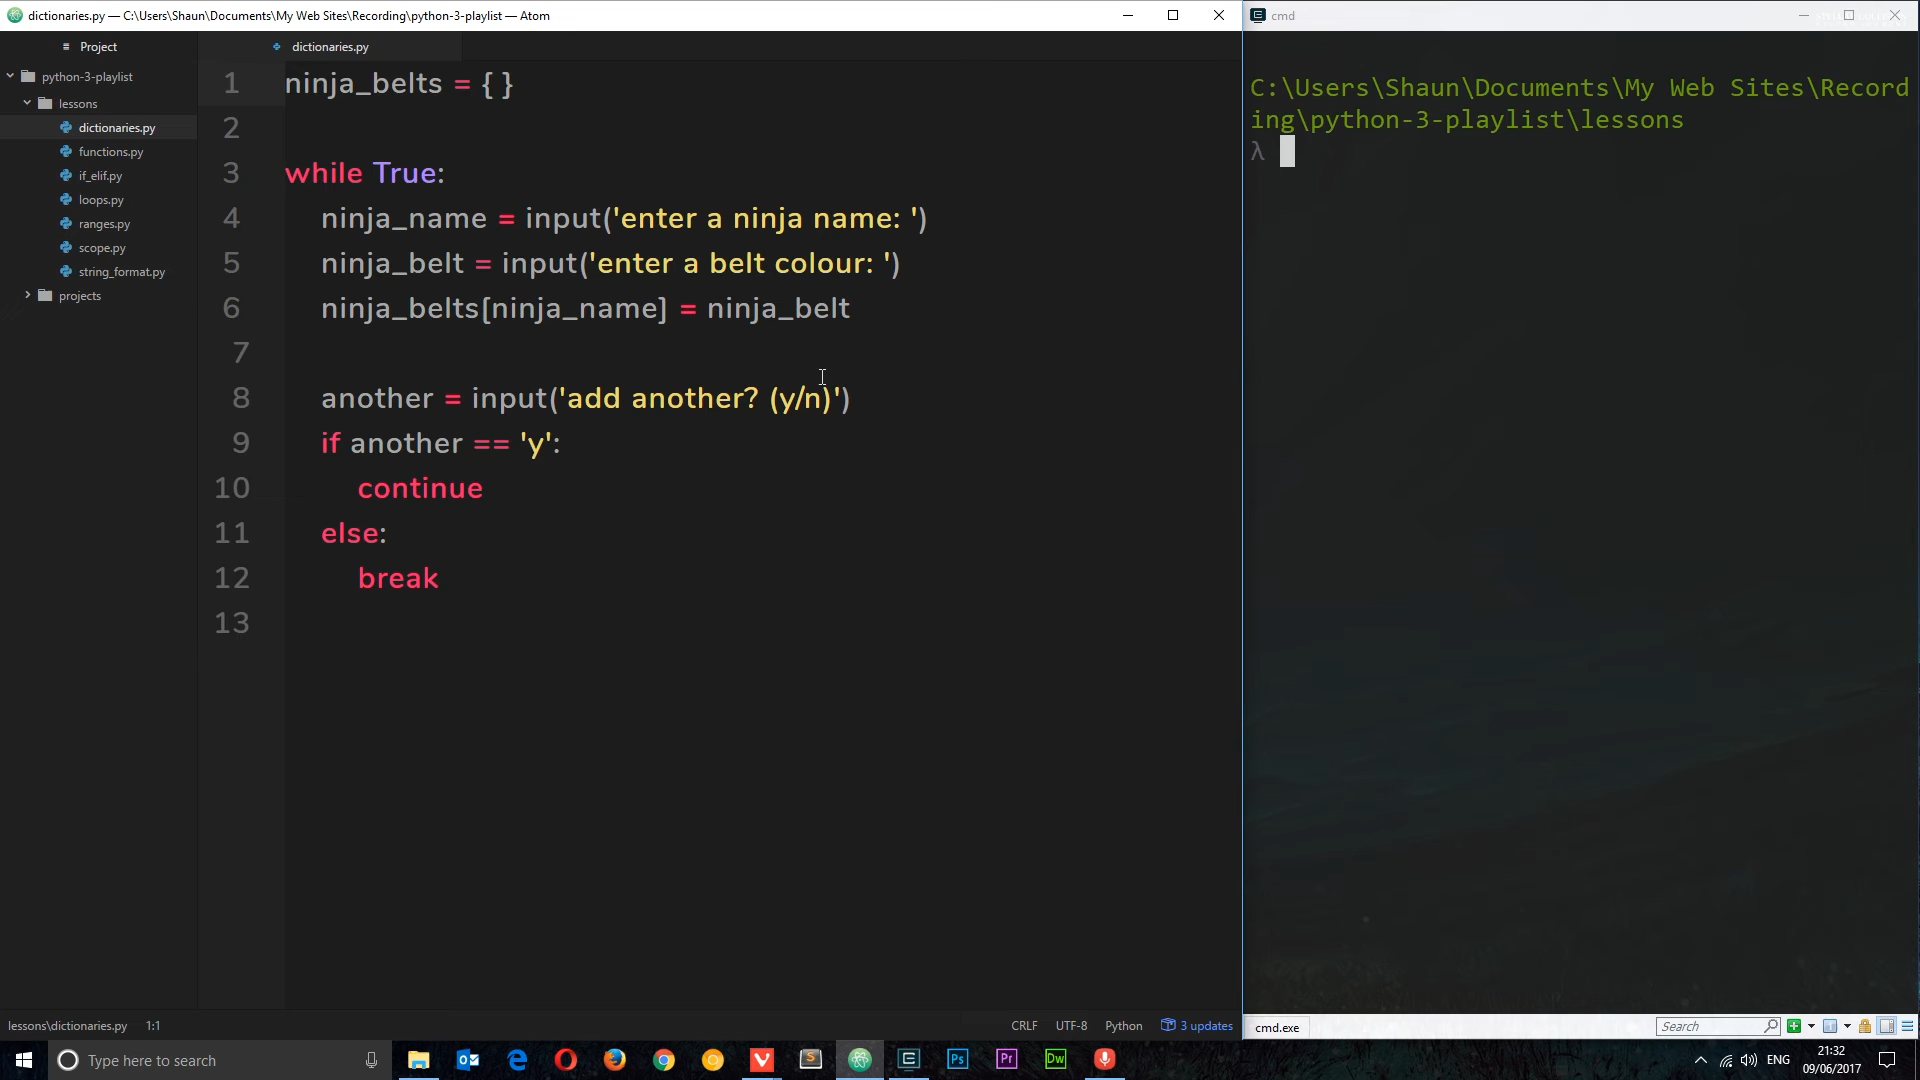 dictionaries.py — C:\Users\Shaun\Documents\My Web Sites\Recording\python-3-playlist — Atom
Project
python-3-playlist
lessons
dictionaries.py
functions.py
if_elif.py
loops.py
ranges.py
scope.py
string_format.py
projects
dictionaries.py
1 ninja_belts = {}
2
3 while True:
4 ninja_name = input('enter a ninja name: ')
5 ninja_belt = input('enter a belt colour: ')
6 ninja_belts[ninja_name] = ninja_belt
7
8 another = input('add another? (y/n)')
9 if another == 'y':
10 continue
11 else:
12 break
13
lessons\dictionaries.py 1:1
CRLF UTF-8 Python 3 updates
cmd
C:\Users\Shaun\Documents\My Web Sites\Record
ing\python-3-playlist\lessons
λ
cmd.exe
Search
Type here to search
Ps Pr Dw
ENG
21:32
09/06/2017